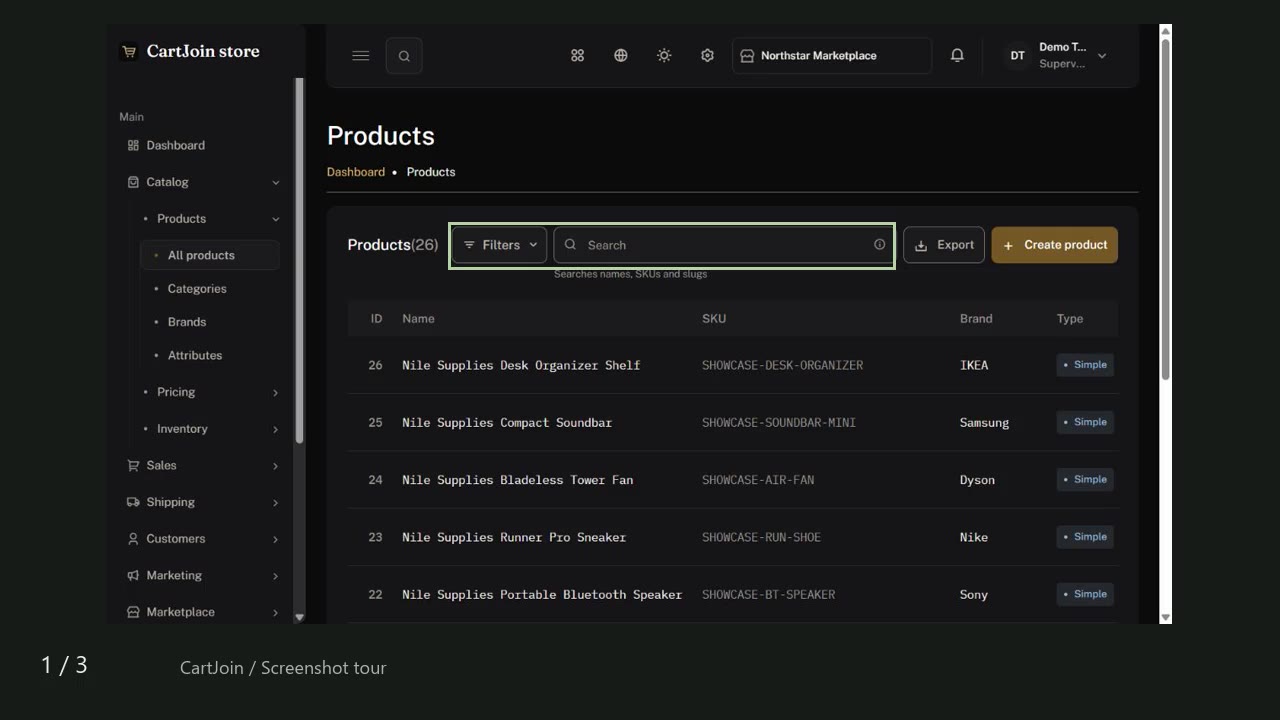 CartJoin store
Northstar Marketplace
DT
Demo T...
Superv...
Main
Dashboard
Catalog
Products
All products
Categories
Brands
Attributes
Pricing
Inventory
Sales
Shipping
Customers
Marketing
Marketplace
Products
Dashboard • Products
Products(26)
Filters
Search
Export
+ Create product
Searches names, SKUs and slugs
ID Name SKU Brand Type
26 Nile Supplies Desk Organizer Shelf SHOWCASE-DESK-ORGANIZER IKEA • Simple
25 Nile Supplies Compact Soundbar SHOWCASE-SOUNDBAR-MINI Samsung • Simple
24 Nile Supplies Bladeless Tower Fan SHOWCASE-AIR-FAN Dyson • Simple
23 Nile Supplies Runner Pro Sneaker SHOWCASE-RUN-SHOE Nike • Simple
22 Nile Supplies Portable Bluetooth Speaker SHOWCASE-BT-SPEAKER Sony • Simple
1 / 3
CartJoin / Screenshot tour